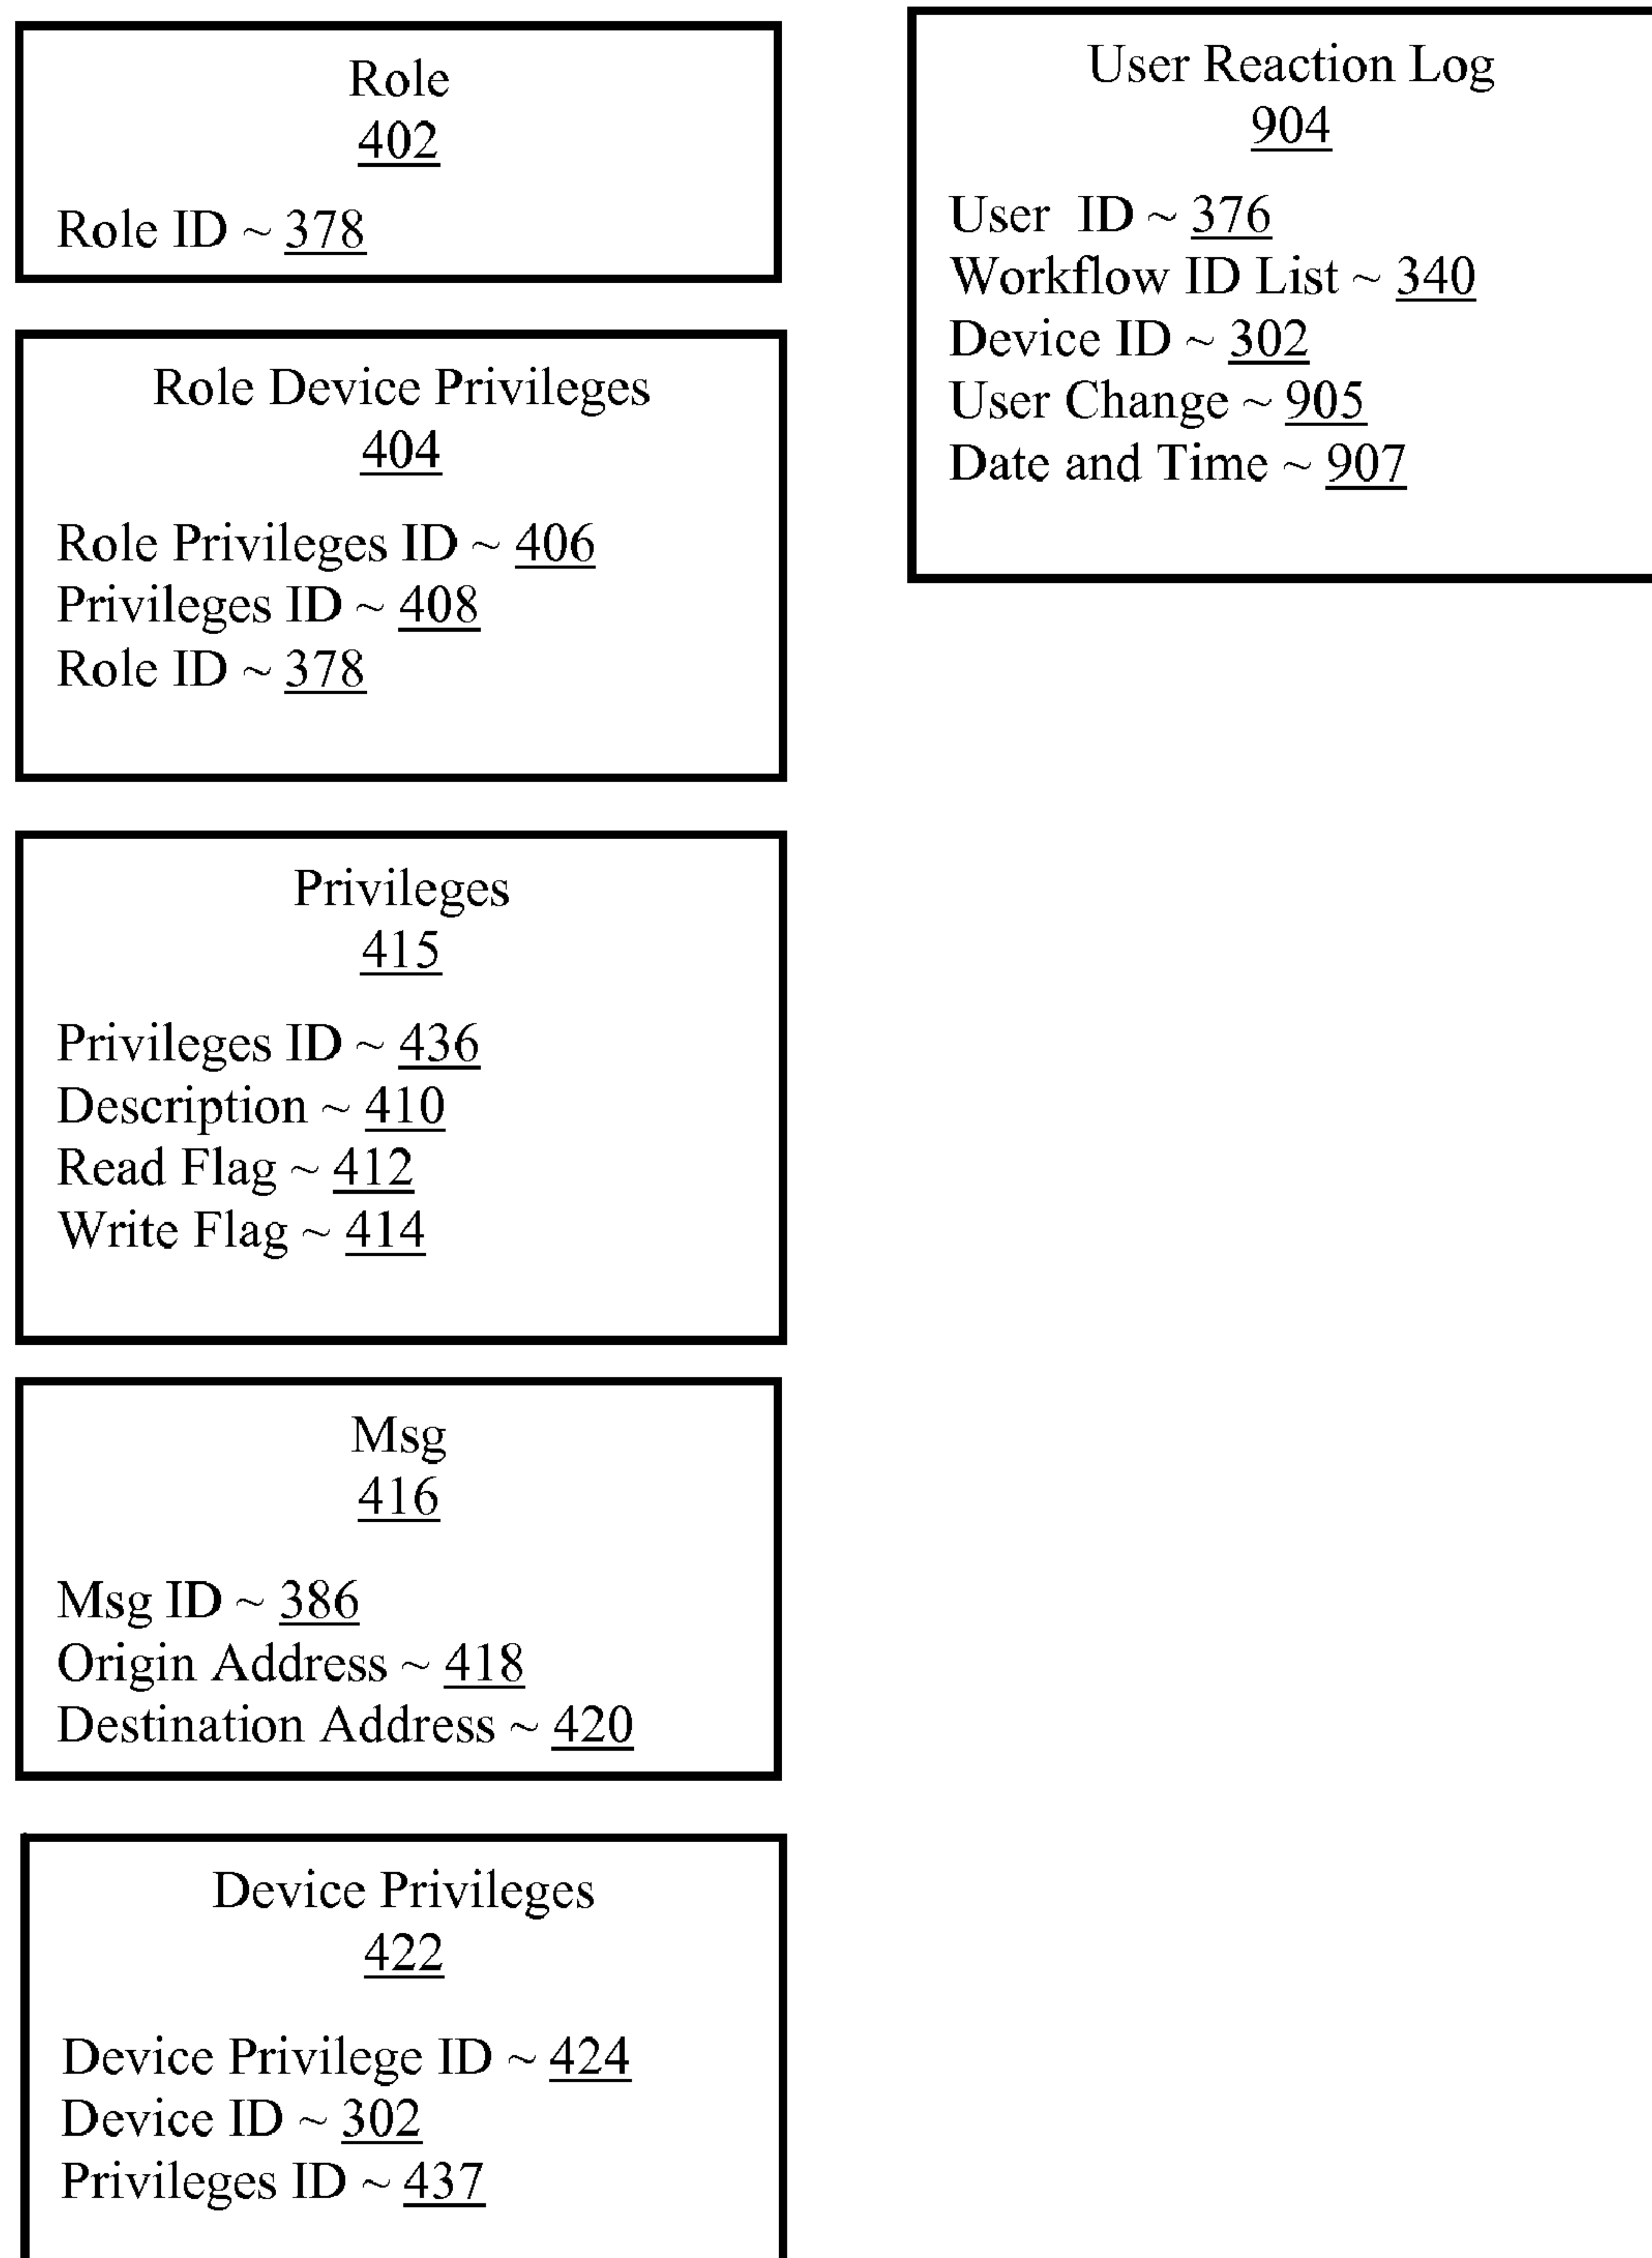 Role
402
Role ID ~ 378
Role Device Privileges
404
Role Privileges ID ~ 406
Privileges ID ~ 408
Role ID ~ 378
Privileges
415
Privileges ID ~ 436
Description ~ 410
Read Flag ~ 412
Write Flag ~ 414
Msg
416
Msg ID ~ 386
Origin Address ~ 418
Destination Address ~ 420
Device Privileges
422
Device Privilege ID ~ 424
Device ID ~ 302
Privileges ID ~ 437
User Reaction Log
904
User ID ~ 376
Workflow ID List ~ 340
Device ID ~ 302
User Change ~ 905
Date and Time ~ 907